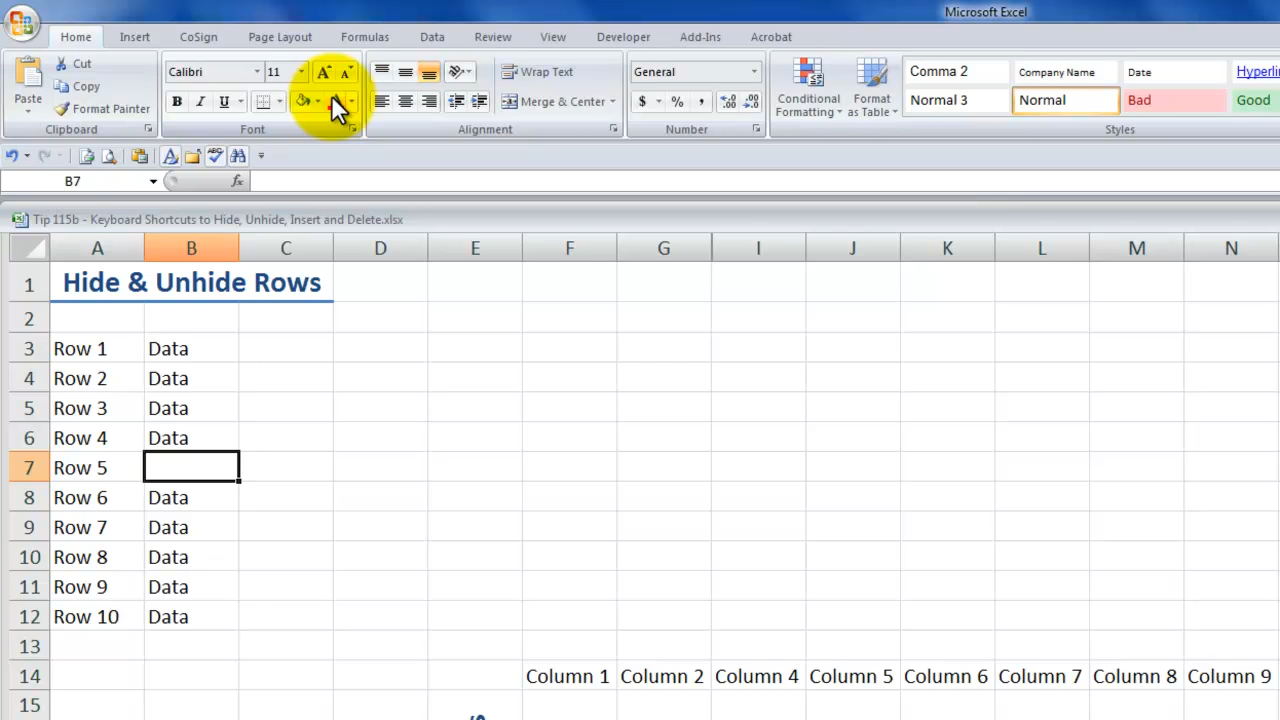 Microsoft Excel
Home Insert CoSign Page Layout Formulas Data Review View Developer Add-Ins Acrobat
Paste
Cut
Copy
Format Painter
Clipboard
Calibri 11
B I U
Font
Wrap Text
Merge & Center
Alignment
General
$ % ,
Number
Conditional Formatting
Format as Table
Comma 2 Company Name Date
Normal 3 Normal Bad Good
Styles
B7 fx
Tip 115b - Keyboard Shortcuts to Hide, Unhide, Insert and Delete.xlsx
A B C D E F G I J K L M N
1 Hide & Unhide Rows
2
3 Row 1 Data
4 Row 2 Data
5 Row 3 Data
6 Row 4 Data
7 Row 5
8 Row 6 Data
9 Row 7 Data
10 Row 8 Data
11 Row 9 Data
12 Row 10 Data
13
14 Column 1 Column 2 Column 4 Column 5 Column 6 Column 7 Column 8 Column 9
15